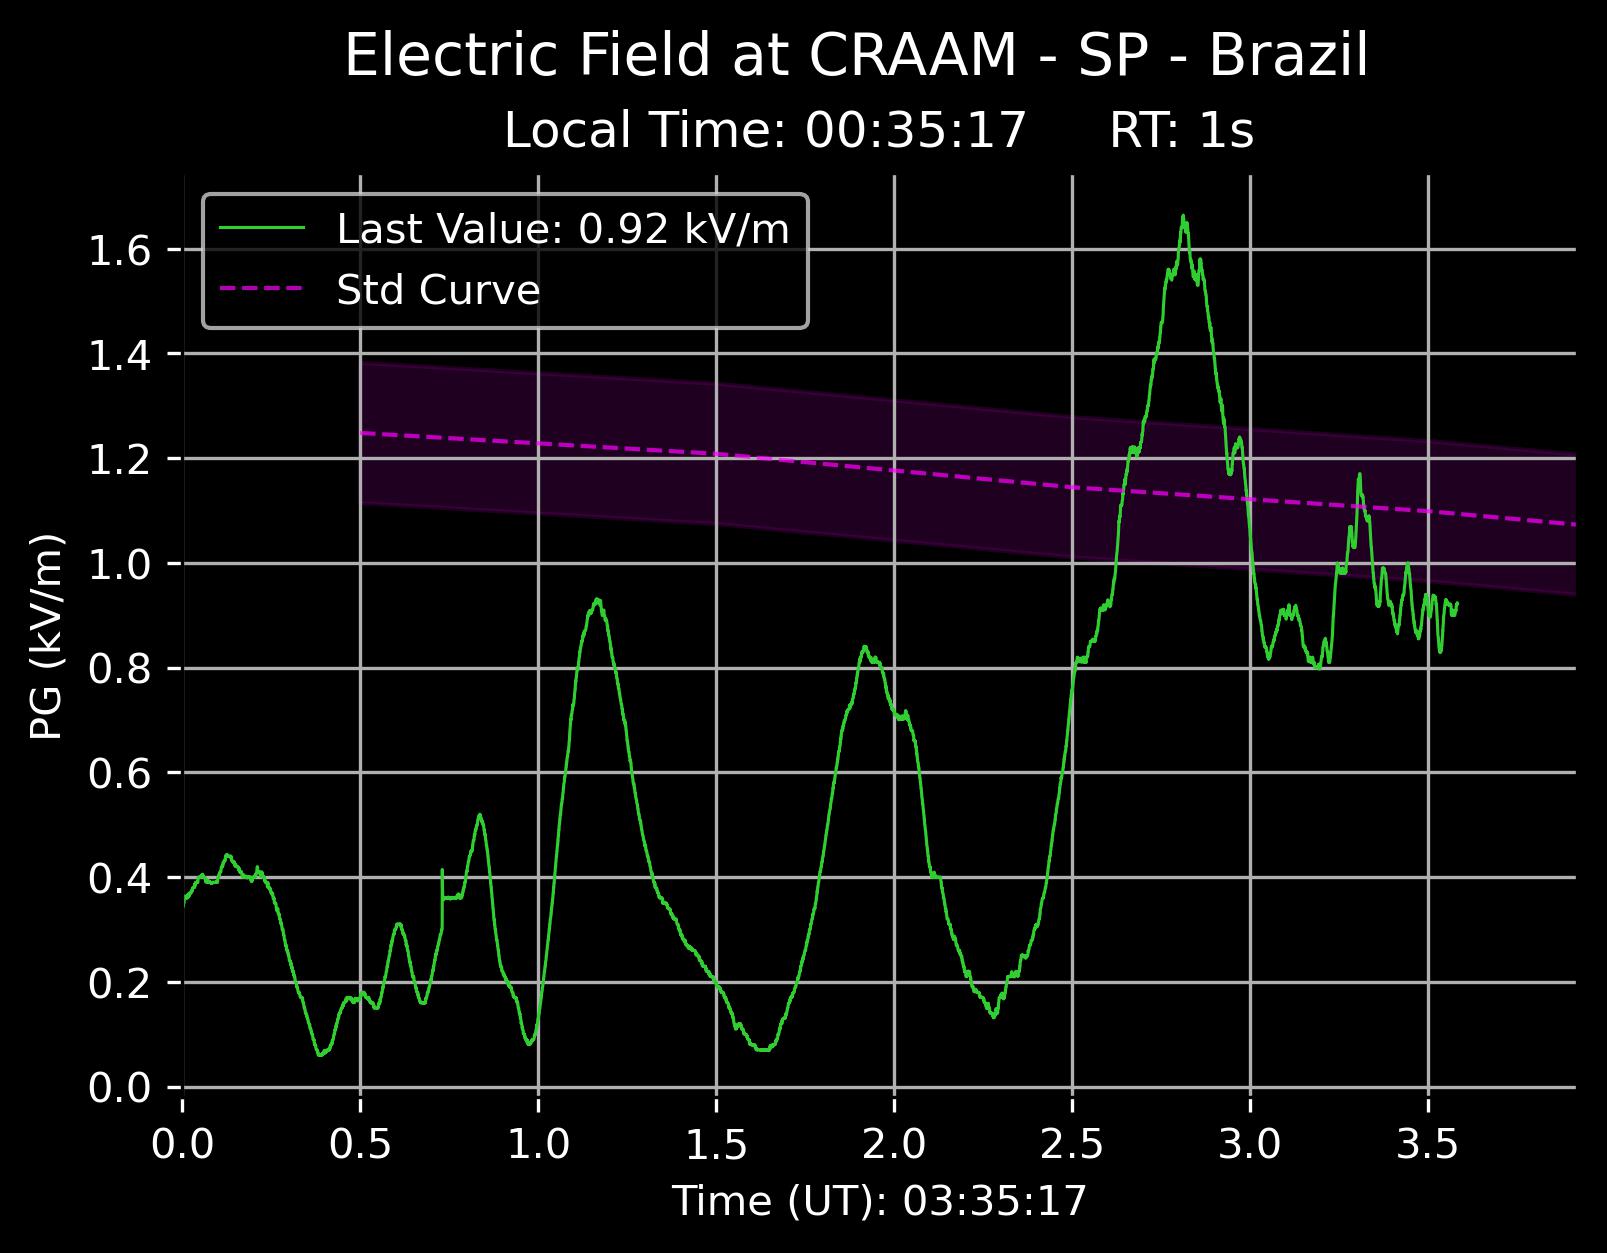 Electric Field at CRAAM - SP - Brazil
Local Time: 00:35:17 RT: 1s
Last Value: 0.92 kV/m
Std Curve
PG (kV/m)
1.6
1.4
1.2
1.0
0.8
0.6
0.4
0.2
0.0
0.0 0.5 1.0 1.5 2.0 2.5 3.0 3.5
Time (UT): 03:35:17